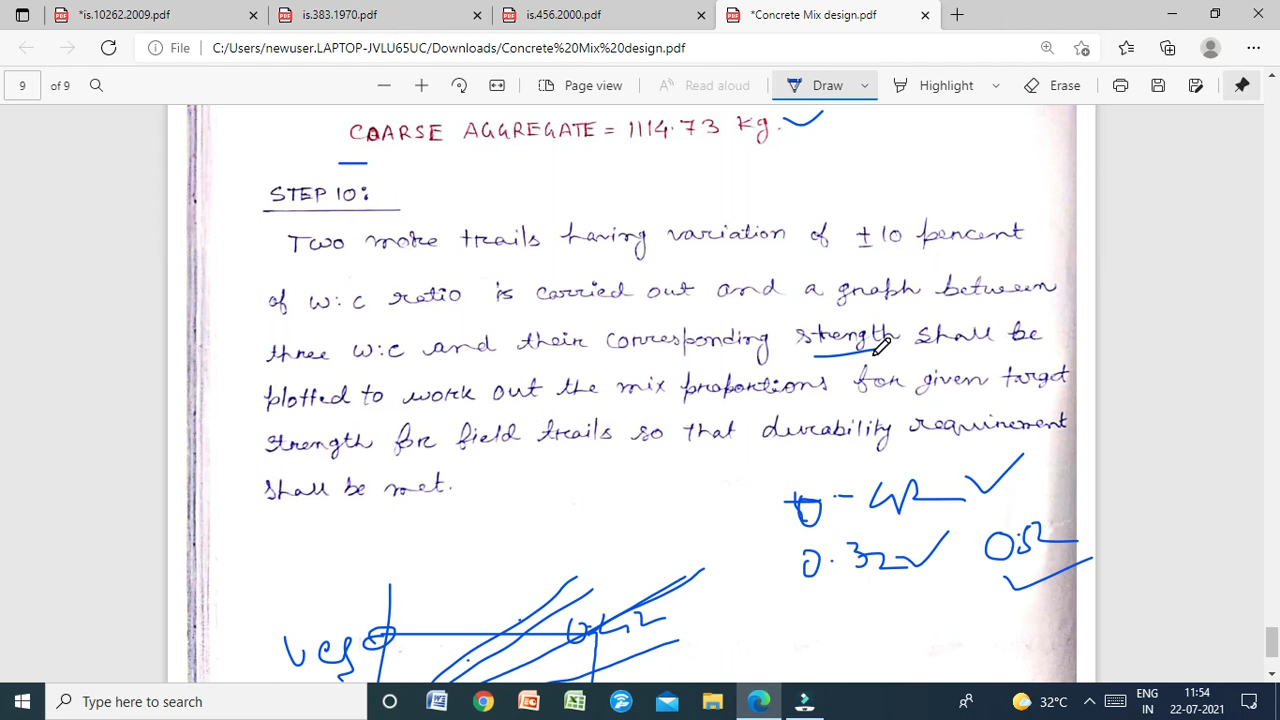 *is.10262.2009.pdf
is.383.1970.pdf
is.456.2000.pdf
*Concrete Mix design.pdf
File
C:/Users/newuser.LAPTOP-JVLU65UC/Downloads/Concrete%20Mix%20design.pdf
9 of 9
Page view
Read aloud
Draw
Highlight
Erase
COARSE AGGREGATE = 1114.73 Kg.
STEP 10:
Two more trails having variation of ±10 percent
of w:c ratio is carried out and a graph between
three w:c and their corresponding strength shall be
plotted to work out the mix proportions for given target
strength for field trails so that durability requirement
shall be met.
0.32
Type here to search
32°C
ENG
IN
11:54
22-07-2021